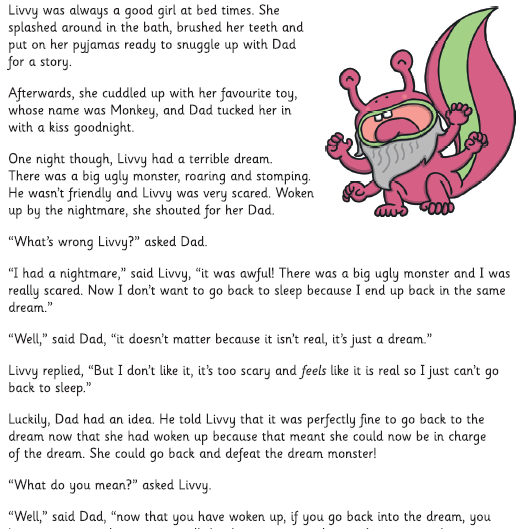 Livvy was always a good girl at bed times. She
splashed around in the bath, brushed her teeth and
put on her pyjamas ready to snuggle up with Dad
for a story.
Afterwards, she cuddled up with her favourite toy,
whose name was Monkey, and Dad tucked her in
with a kiss goodnight.
One night though, Livvy had a terrible dream.
There was a big ugly monster, roaring and stomping.
He wasn't friendly and Livvy was very scared. Woken
up by the nightmare, she shouted for her Dad.
“What's wrong Livvy?” asked Dad.
“I had a nightmare,” said Livvy, “it was awful! There was a big ugly monster and I was
really scared. Now I don't want to go back to sleep because I end up back in the same
dream.”
“Well,” said Dad, “it doesn't matter because it isn't real, it's just a dream.”
Livvy replied, “But I don't like it, it's too scary and feels like it is real so I just can't go
back to sleep.”
Luckily, Dad had an idea. He told Livvy that it was perfectly fine to go back to the
dream now that she had woken up because that meant she could now be in charge
of the dream. She could go back and defeat the dream monster!
“What do you mean?” asked Livvy.
“Well,” said Dad, “now that you have woken up, if you go back into the dream, you